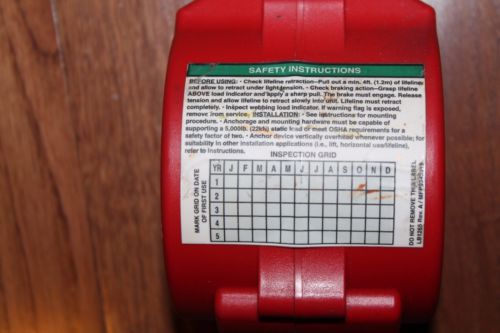 SAFETY INSTRUCTIONS
BEFORE USING: • Check lifeline retraction—Pull out a min. 4ft. (1.2m) of lifeline
and allow to retract under light tension. • Check braking action—Grasp lifeline
ABOVE load indicator and apply a sharp pull. The brake must engage. Release
tension and allow lifeline to retract slowly into unit. Lifeline must retract
completely. • Inspect webbing load indicator. If warning flag is exposed,
remove from service. INSTALLATION: • See instructions for mounting
procedure. • Anchorage and mounting hardware must be capable of
supporting a 5,000lb. (22kN) static load or meet OSHA requirements for a
safety factor of two. • Anchor device vertically overhead whenever possible; for
suitability in other installation applications (i.e., lift, horizontal use/lifeline),
refer to instructions.
INSPECTION GRID
MARK GRID ON DATE
OF FIRST USE
YR J F M A M J J A S O N D
1
2
3
4
5
DO NOT REMOVE THIS LABEL
Rev. A /